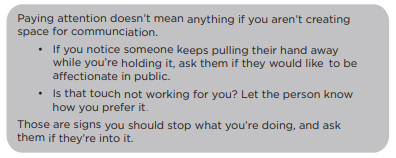 Paying attention doesn't mean anything if you aren't creating
space for communciation.
• If you notice someone keeps pulling their hand away
while you're holding it, ask them if they would like to be
affectionate in public.
• Is that touch not working for you? Let the person know
how you prefer it.
Those are signs you should stop what you're doing, and ask
them if they're into it.